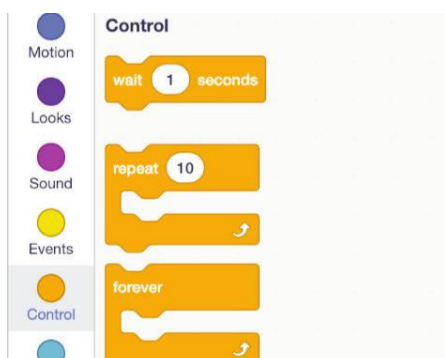 Motion
Looks
Sound
Events
Control
Control
wait 1 seconds
repeat 10
forever